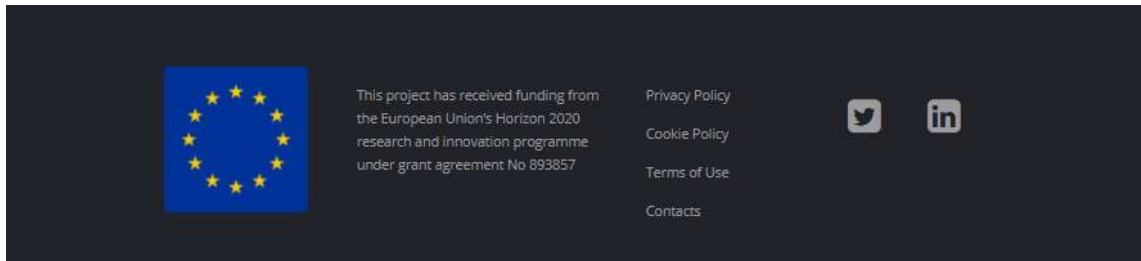 This project has received funding from
the European Union's Horizon 2020
research and innovation programme
under grant agreement No 893857
Privacy Policy
Cookie Policy
Terms of Use
Contacts
in